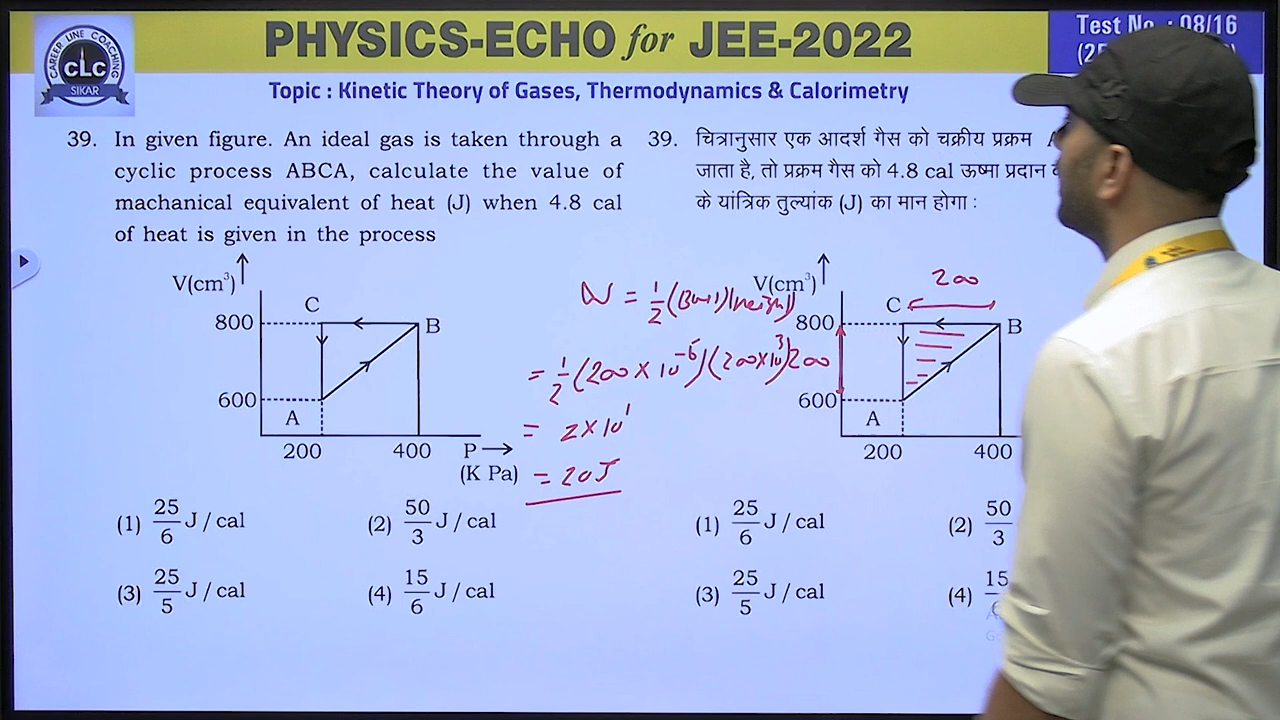 CAREER LINE COACHING
CLC
SIKAR
PHYSICS-ECHO for JEE-2022
Test No. : 08/16
(25
Topic : Kinetic Theory of Gases, Thermodynamics & Calorimetry
39. In given figure. An ideal gas is taken through a
cyclic process ABCA, calculate the value of
machanical equivalent of heat (J) when 4.8 cal
of heat is given in the process
V(cm³)
C
800
B
600
A
200
400
P
(K Pa)
(1) 25/6 J / cal
(2) 50/3 J / cal
(3) 25/5 J / cal
(4) 15/6 J / cal
W = 1/2
= 1/2 (200 × 10⁻⁶) (200×10³)
= 2×10¹
= 20J
39. चित्रानुसार एक आदर्श गैस को चक्रीय प्रक्रम
जाता है, तो प्रक्रम गैस को 4.8 cal ऊष्मा प्रदान
के यांत्रिक तुल्यांक (J) का मान होगा :
V(cm³)
200
C
800
B
200
600
A
200
400
(1) 25/6 J / cal
(2) 50/3
(3) 25/5 J / cal
(4) 15